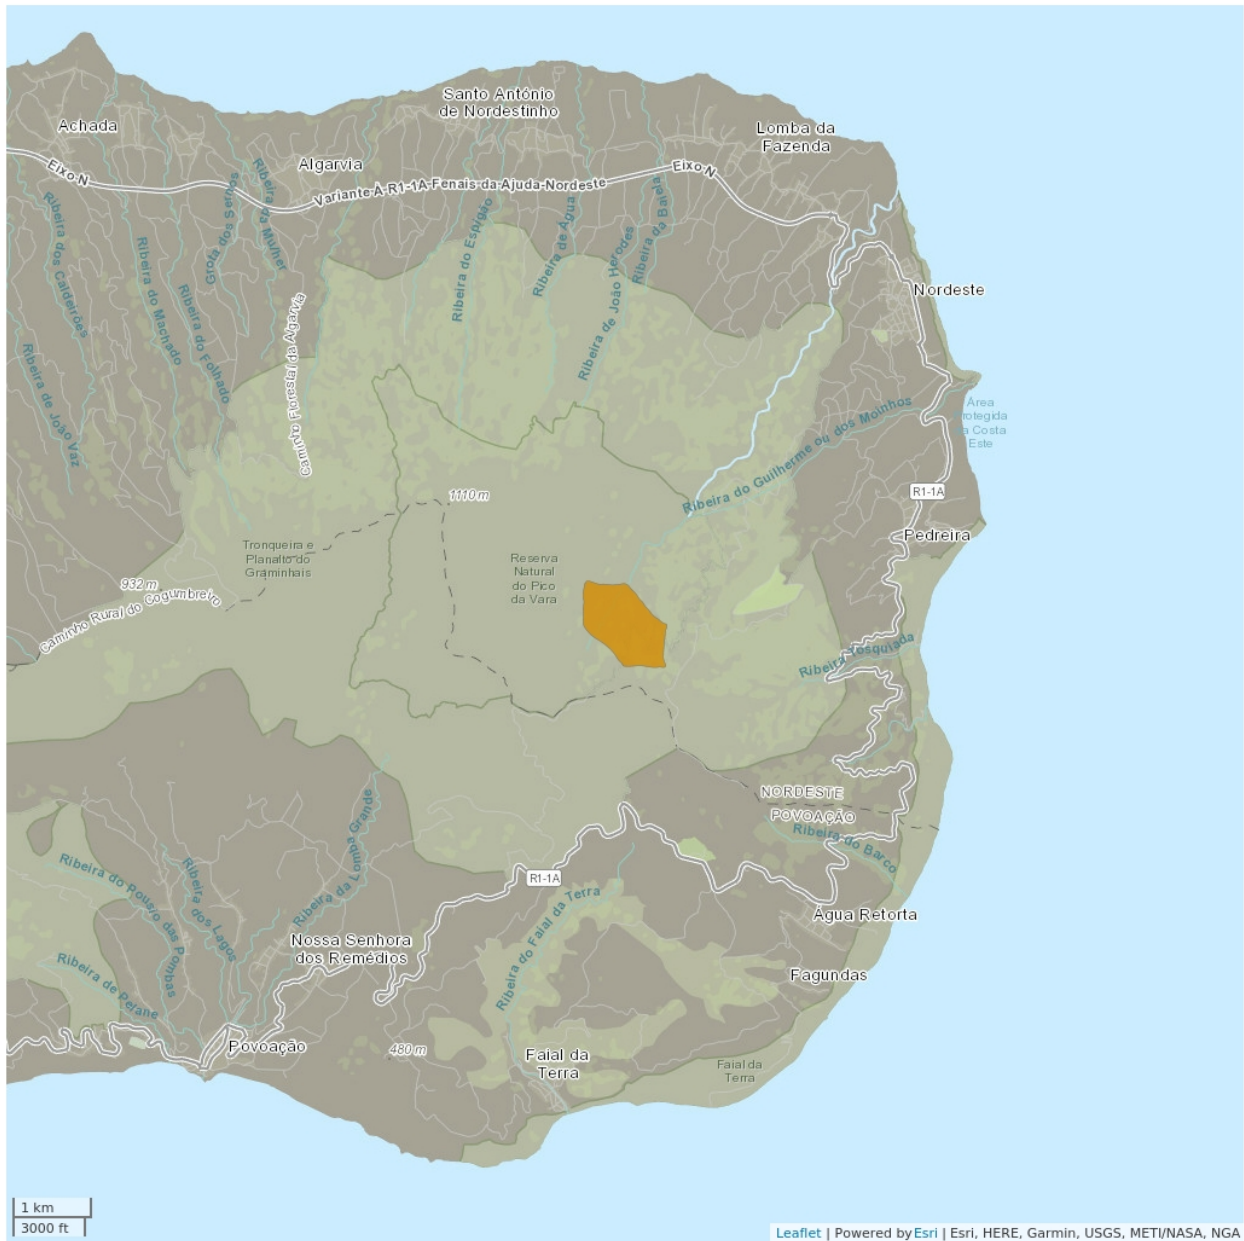 Santo António
de Nordestinho
Achada
Lomba da
Fazenda
Algarvia
Eixo N
Variante A R1-1A Fenais da Ajuda-Nordeste
Eixo N
Ribeira dos Caldeirões
Ribeira do Machado
Ribeira do Folhado
Grota dos Sernos
Ribeira da Mulher
Ribeira do Espigão
Ribeira de Água
Ribeira de João Herodes
Ribeira da Baleia
Nordeste
Ribeira de João Vaz
Caminho Florestal da Algarvia
Área
Protegida
da Costa
Este
Ribeira do Guilherme ou dos Moinhos
1110 m
R1-1A
Pedreira
Tronqueira e
Planalto do
Graminhais
Reserva
Natural
do Pico
da Vara
932 m
Caminho Rural do Cogumbreiro
Ribeira Tosquiada
NORDESTE
POVOAÇÃO
Ribeira do Barco
Ribeira da Lomba Grande
Ribeira do Pouso das Pombas
Ribeira dos Lagos
R1-1A
Ribeira do Faial da Terra
Água Retorta
Nossa Senhora
dos Remédios
Fagundas
Ribeira de Pelane
Povoação
480 m
Faial da
Terra
Faial da
Terra
1 km
3000 ft
Leaflet | Powered by Esri | Esri, HERE, Garmin, USGS, METI/NASA, NGA